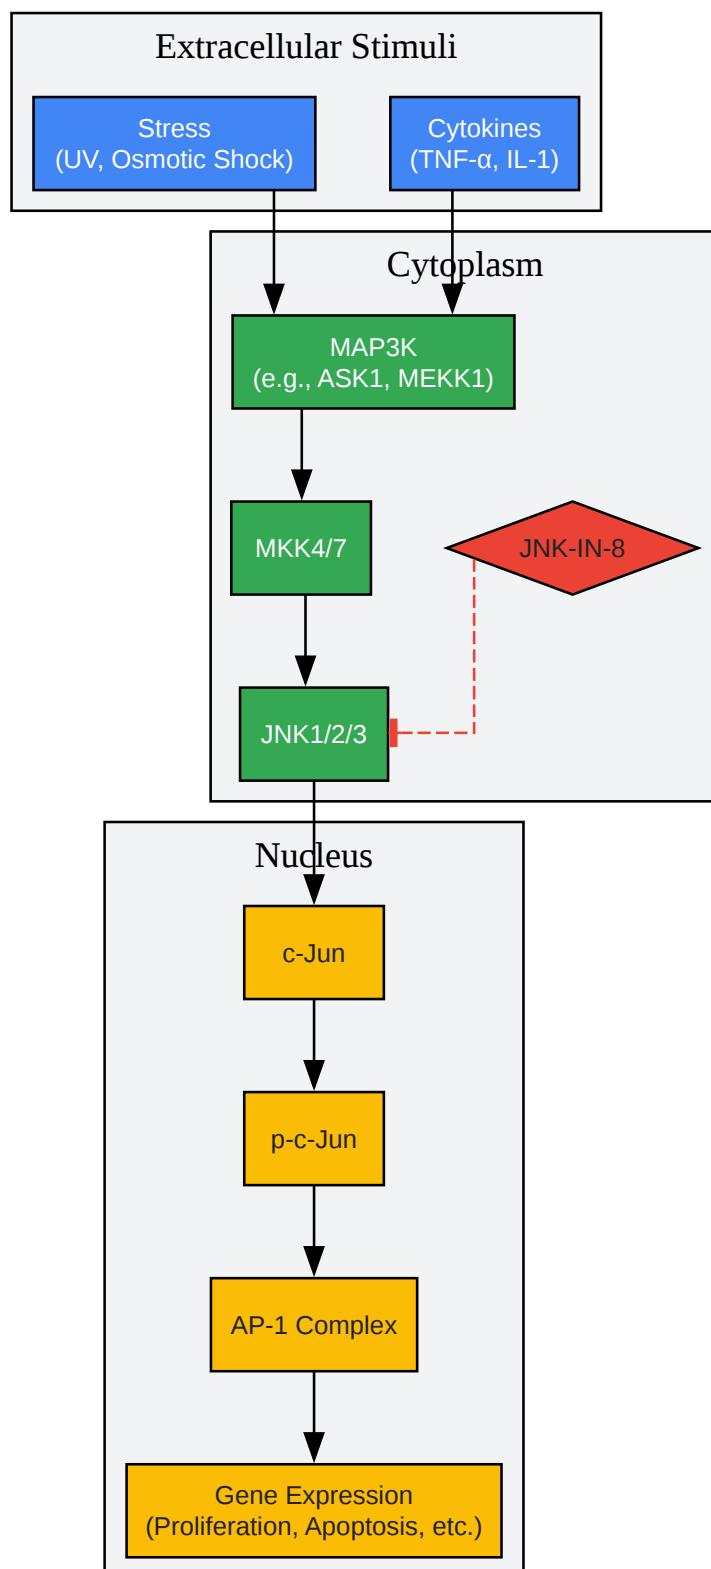 Extracellular Stimuli
Stress
(UV, Osmotic Shock)
Cytokines
(TNF-α, IL-1)
Cytoplasm
MAP3K
(e.g., ASK1, MEKK1)
MKK4/7
JNK-IN-8
JNK1/2/3
Nucleus
c-Jun
p-c-Jun
AP-1 Complex
Gene Expression
(Proliferation, Apoptosis, etc.)